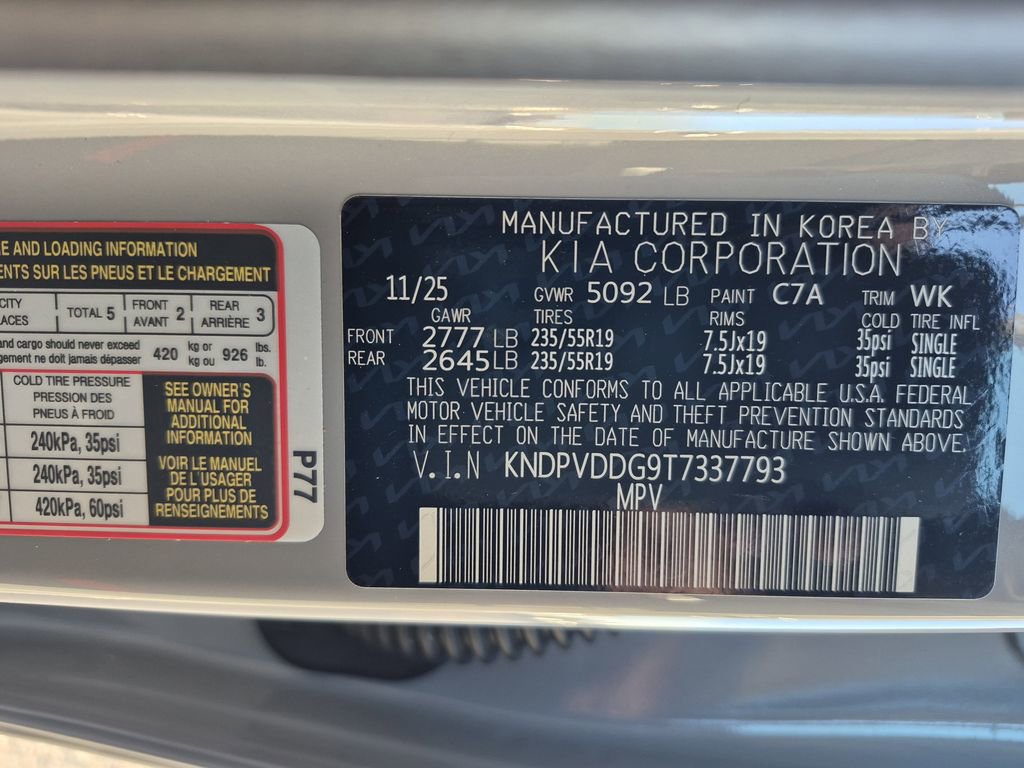 E AND LOADING INFORMATION
ENTS SUR LES PNEUS ET LE CHARGEMENT
CITY
LACES
TOTAL 5
FRONT
AVANT 2
REAR
ARRIÈRE 3
and cargo should never exceed
gement ne doit jamais dépasser
420 kg or
kg ou 926 lbs.
lb.
COLD TIRE PRESSURE
PRESSION DES
PNEUS À FROID
240kPa, 35psi
240kPa, 35psi
420kPa, 60psi
SEE OWNER'S
MANUAL FOR
ADDITIONAL
INFORMATION
VOIR LE MANUEL
DE L'USAGER
POUR PLUS DE
RENSEIGNEMENTS
P77
MANUFACTURED IN KOREA BY
KIA CORPORATION
11/25 GVWR 5092 LB PAINT C7A TRIM WK
GAWR TIRES RIMS COLD TIRE INFL
FRONT 2777 LB 235/55R19 7.5Jx19 35psi SINGLE
REAR 2645 LB 235/55R19 7.5Jx19 35psi SINGLE
THIS VEHICLE CONFORMS TO ALL APPLICABLE U.S.A. FEDERAL
MOTOR VEHICLE SAFETY AND THEFT PREVENTION STANDARDS
IN EFFECT ON THE DATE OF MANUFACTURE SHOWN ABOVE.
V.I.N KNDPVDDG9T7337793
MPV